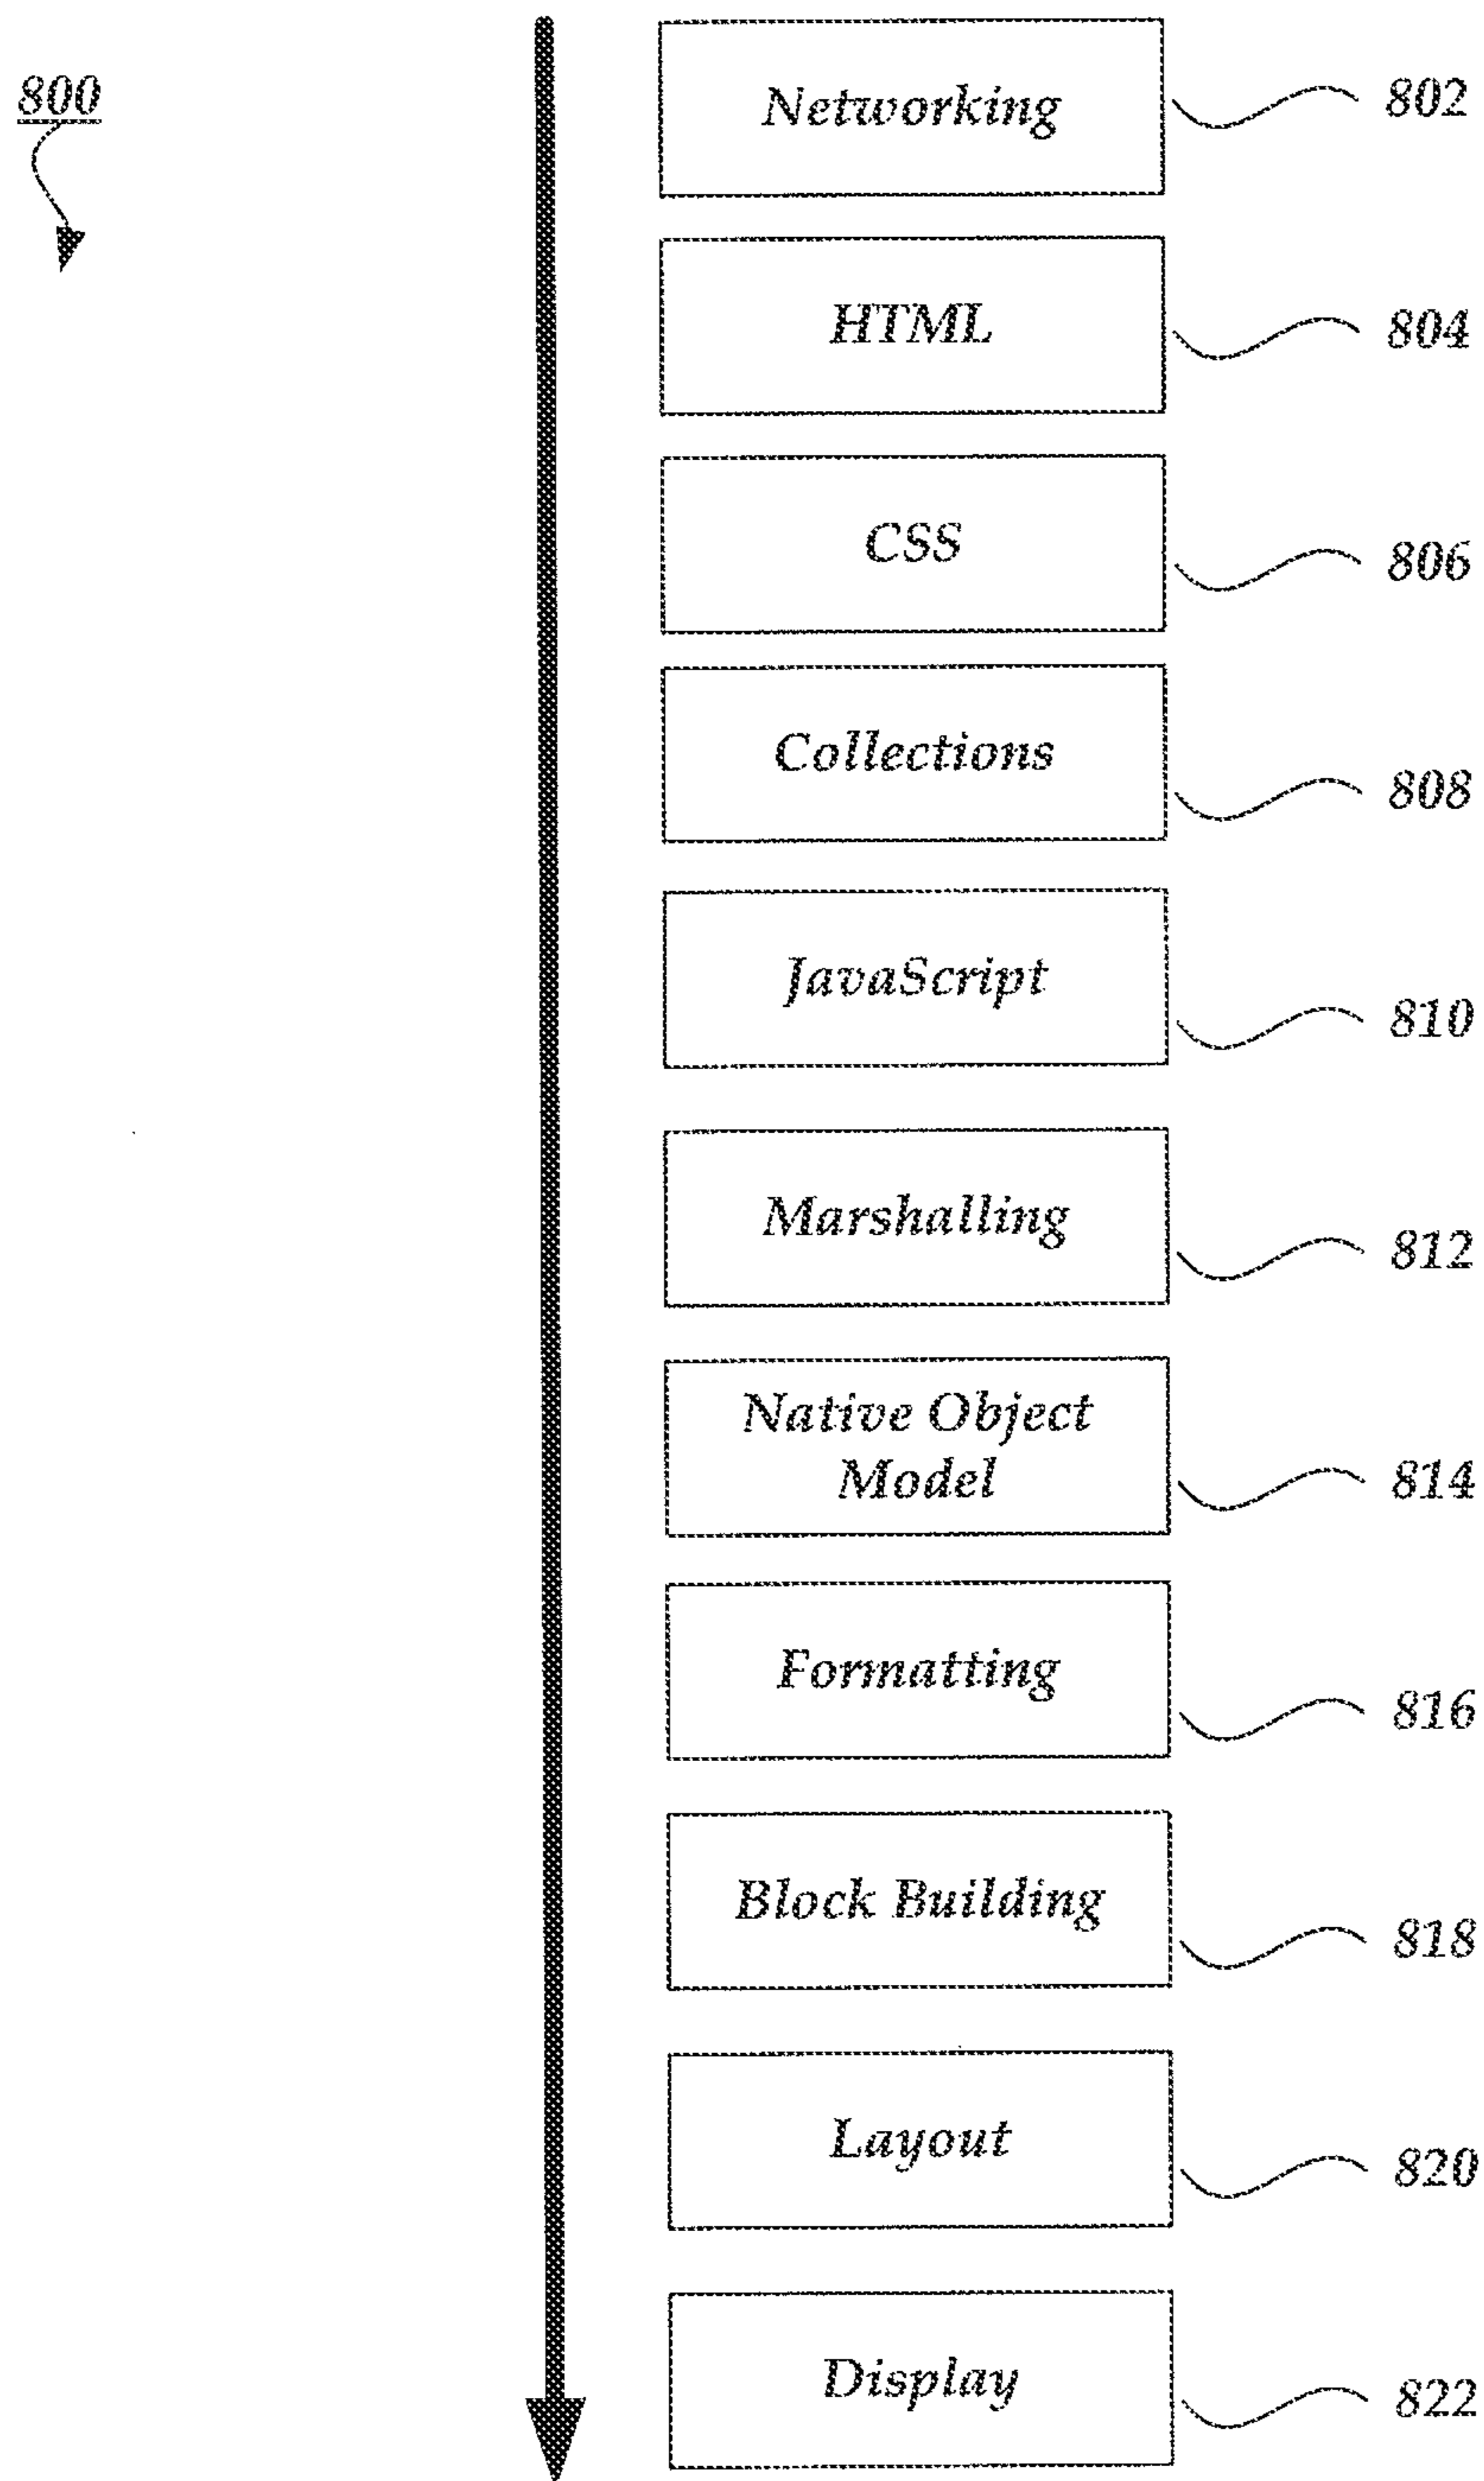 800
Networking
802
HTML
804
CSS
806
Collections
808
JavaScript
810
Marshalling
812
Native Object
Model
814
Formatting
816
Block Building
818
Layout
820
Display
822